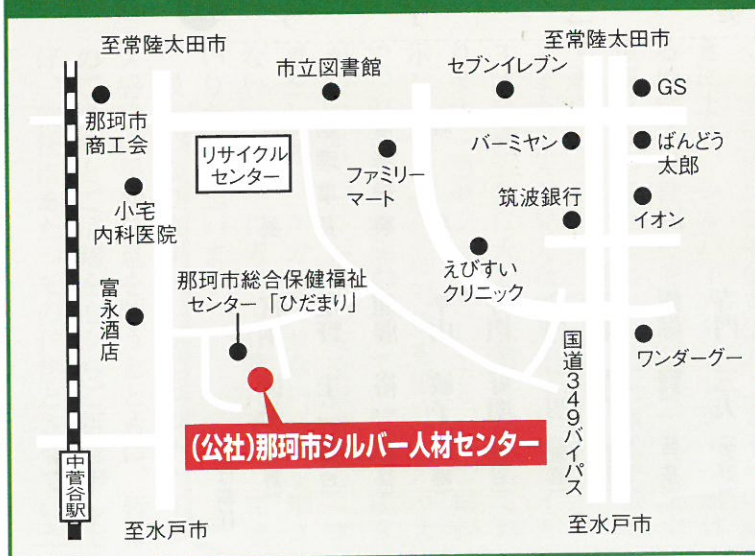 至常陸太田市
至常陸太田市
市立図書館
セブンイレブン
GS
那珂市
商工会
リサイクル
センター
ファミリー
マート
バーミヤン
ばんどう
太郎
小宅
内科医院
筑波銀行
イオン
えびすい
クリニック
富永酒店
那珂市総合保健福祉
センター「ひだまり」
ワンダーグー
国道349バイパス
(公社)那珂市シルバー人材センター
中菅谷駅
至水戸市
至水戸市